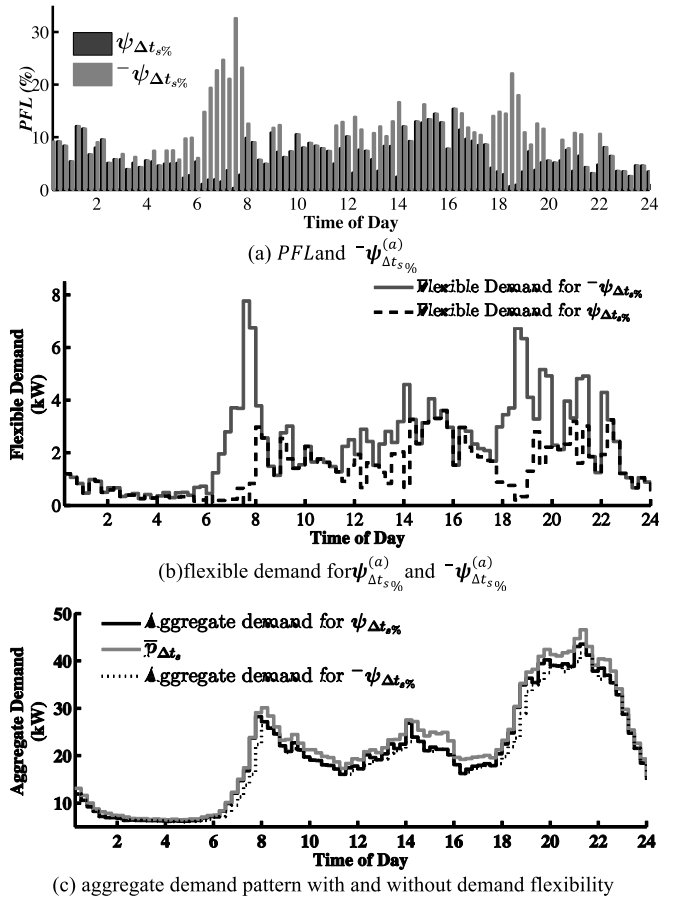 30
20
10
0
PFL (%)
ψΔts%
⁻ψΔts%
2 4 6 8 10 12 14 16 18 20 22 24
Time of Day
(a) PFLand ⁻ψ(a)Δts%
8
6
4
2
0
Flexible Demand
(kW)
Flexible Demand for ⁻ψΔts%
Flexible Demand for ψΔts%
2 4 6 8 10 12 14 16 18 20 22 24
Time of Day
(b)flexible demand forψ(a)Δts% and ⁻ψ(a)Δts%
50
40
30
20
10
Aggregate Demand
(kW)
Aggregate demand for ψΔts%
p̅Δts
Aggregate demand for ⁻ψΔts%
2 4 6 8 10 12 14 16 18 20 22 24
Time of Day
(c) aggregate demand pattern with and without demand flexibility